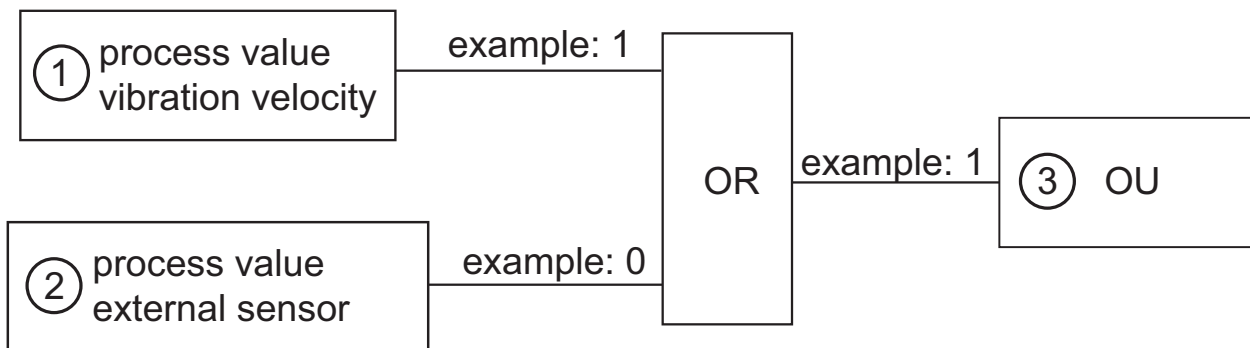 1 process value
vibration velocity
example: 1
2 process value
external sensor
example: 0
OR
example: 1
3 OU